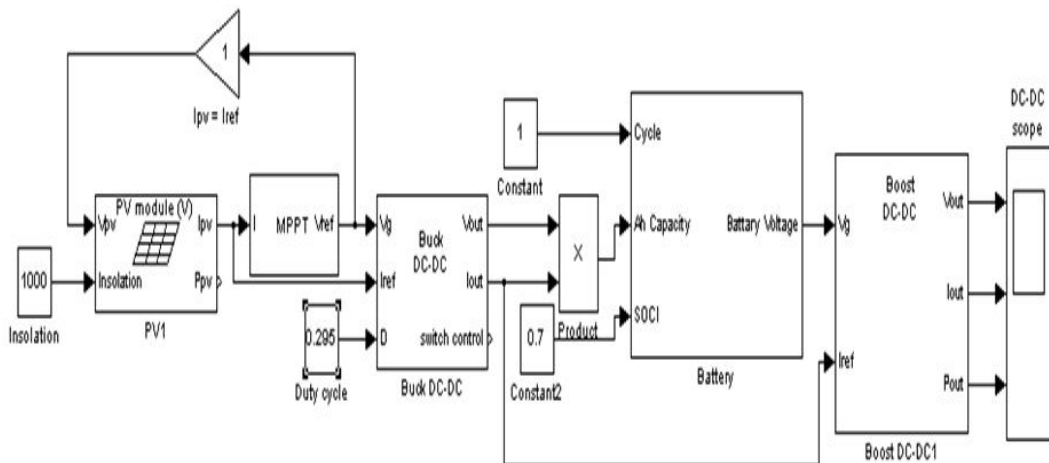 1
Ipv = Iref
PV module (V)
Vpv
Ipv
Insolation
Ppv
PV1
1000
Insolation
I
MPPT
Vref
0.295
Duty cycle
Vg
Iref
D
Buck
DC-DC
Vout
Iout
switch control
Buck DC-DC
1
Constant
X
Product
0.7
Constant2
Cycle
Ah Capacity
SOCI
Battary Voltage
Battery
Vg
Iref
Boost
DC-DC
Vout
Iout
Pout
Boost DC-DC1
DC-DC
scope